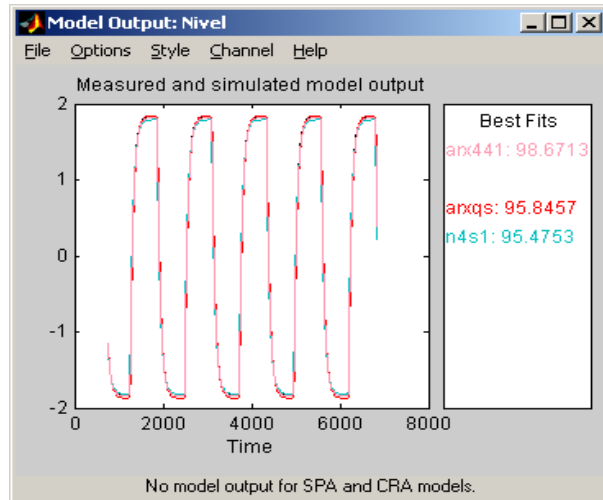 Model Output: Nivel
File Options Style Channel Help
Measured and simulated model output
2
1
0
-1
-2
0 2000 4000 6000 8000
Time
Best Fits
arx441: 98.6713
arxqs: 95.8457
n4s1: 95.4753
No model output for SPA and CRA models.